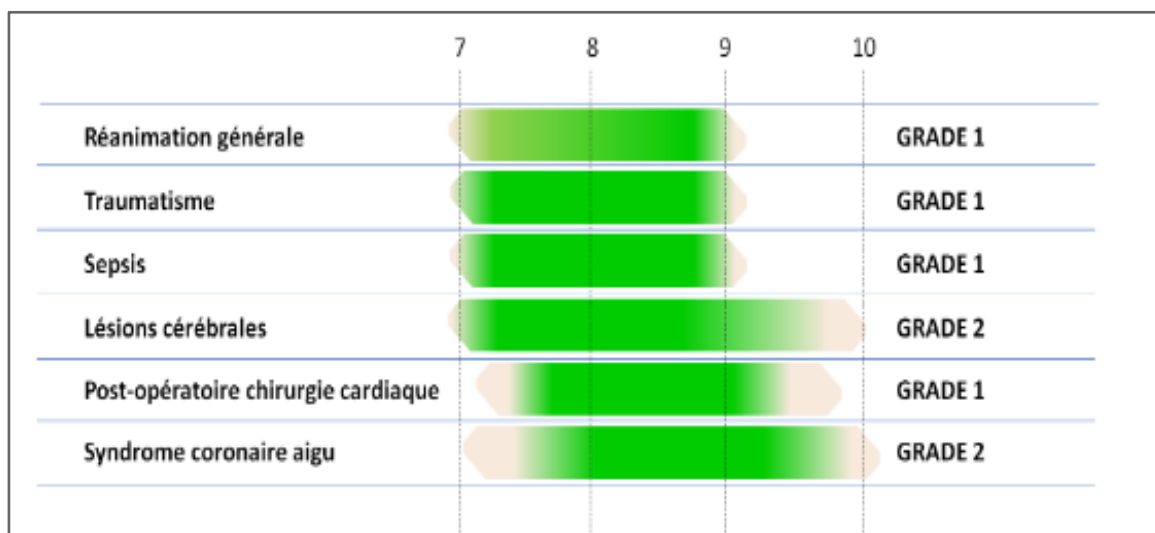 7 8 9 10
Réanimation générale GRADE 1
Traumatisme GRADE 1
Sepsis GRADE 1
Lésions cérébrales GRADE 2
Post-opératoire chirurgie cardiaque GRADE 1
Syndrome coronaire aigu GRADE 2